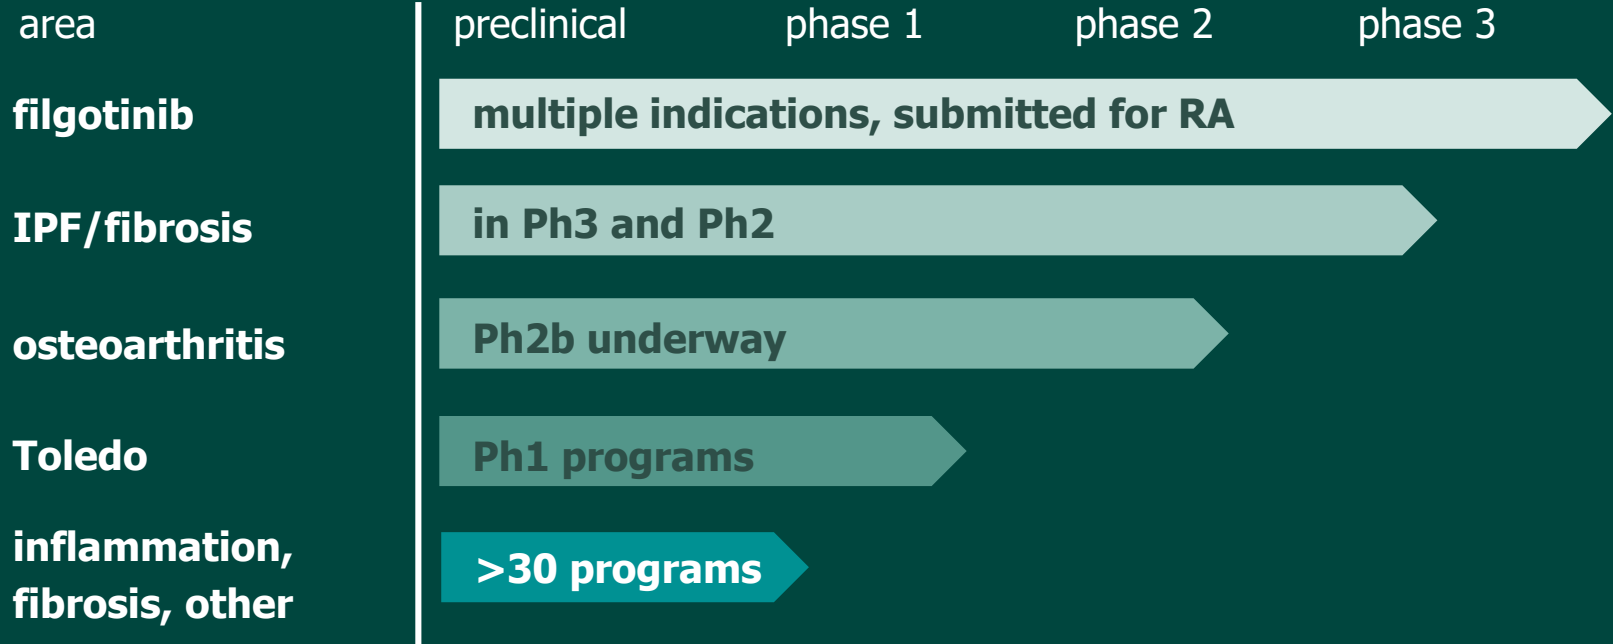 area preclinical phase 1 phase 2 phase 3
filgotinib multiple indications, submitted for RA
IPF/fibrosis in Ph3 and Ph2
osteoarthritis Ph2b underway
Toledo Ph1 programs
inflammation,
fibrosis, other >30 programs